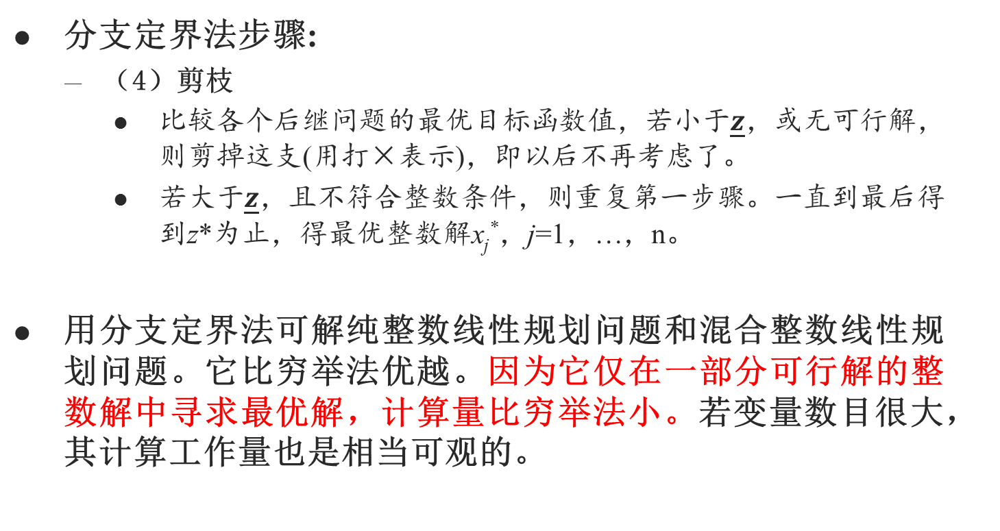 ● 分支定界法步骤:
– （4）剪枝
● 比较各个后继问题的最优目标函数值，若小于z，或无可行解，
则剪掉这支(用打×表示)，即以后不再考虑了。
● 若大于z，且不符合整数条件，则重复第一步骤。一直到最后得
到z*为止，得最优整数解xj*，j=1，…，n。
● 用分支定界法可解纯整数线性规划问题和混合整数线性规
划问题。它比穷举法优越。因为它仅在一部分可行解的整
数解中寻求最优解，计算量比穷举法小。若变量数目很大，
其计算工作量也是相当可观的。